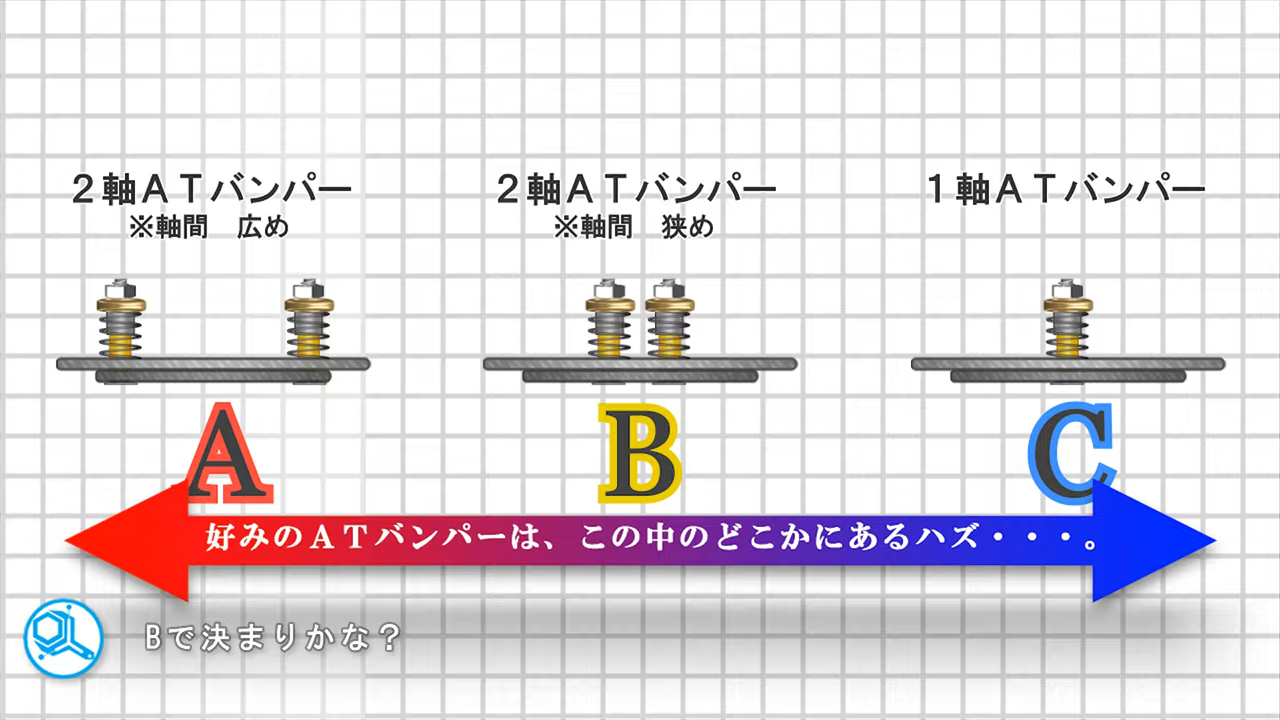 ２軸ＡＴバンパー
※軸間　広め
２軸ＡＴバンパー
※軸間　狭め
１軸ＡＴバンパー
A
B
C
好みのＡＴバンパーは、この中のどこかにあるハズ・・・。
Bで決まりかな？